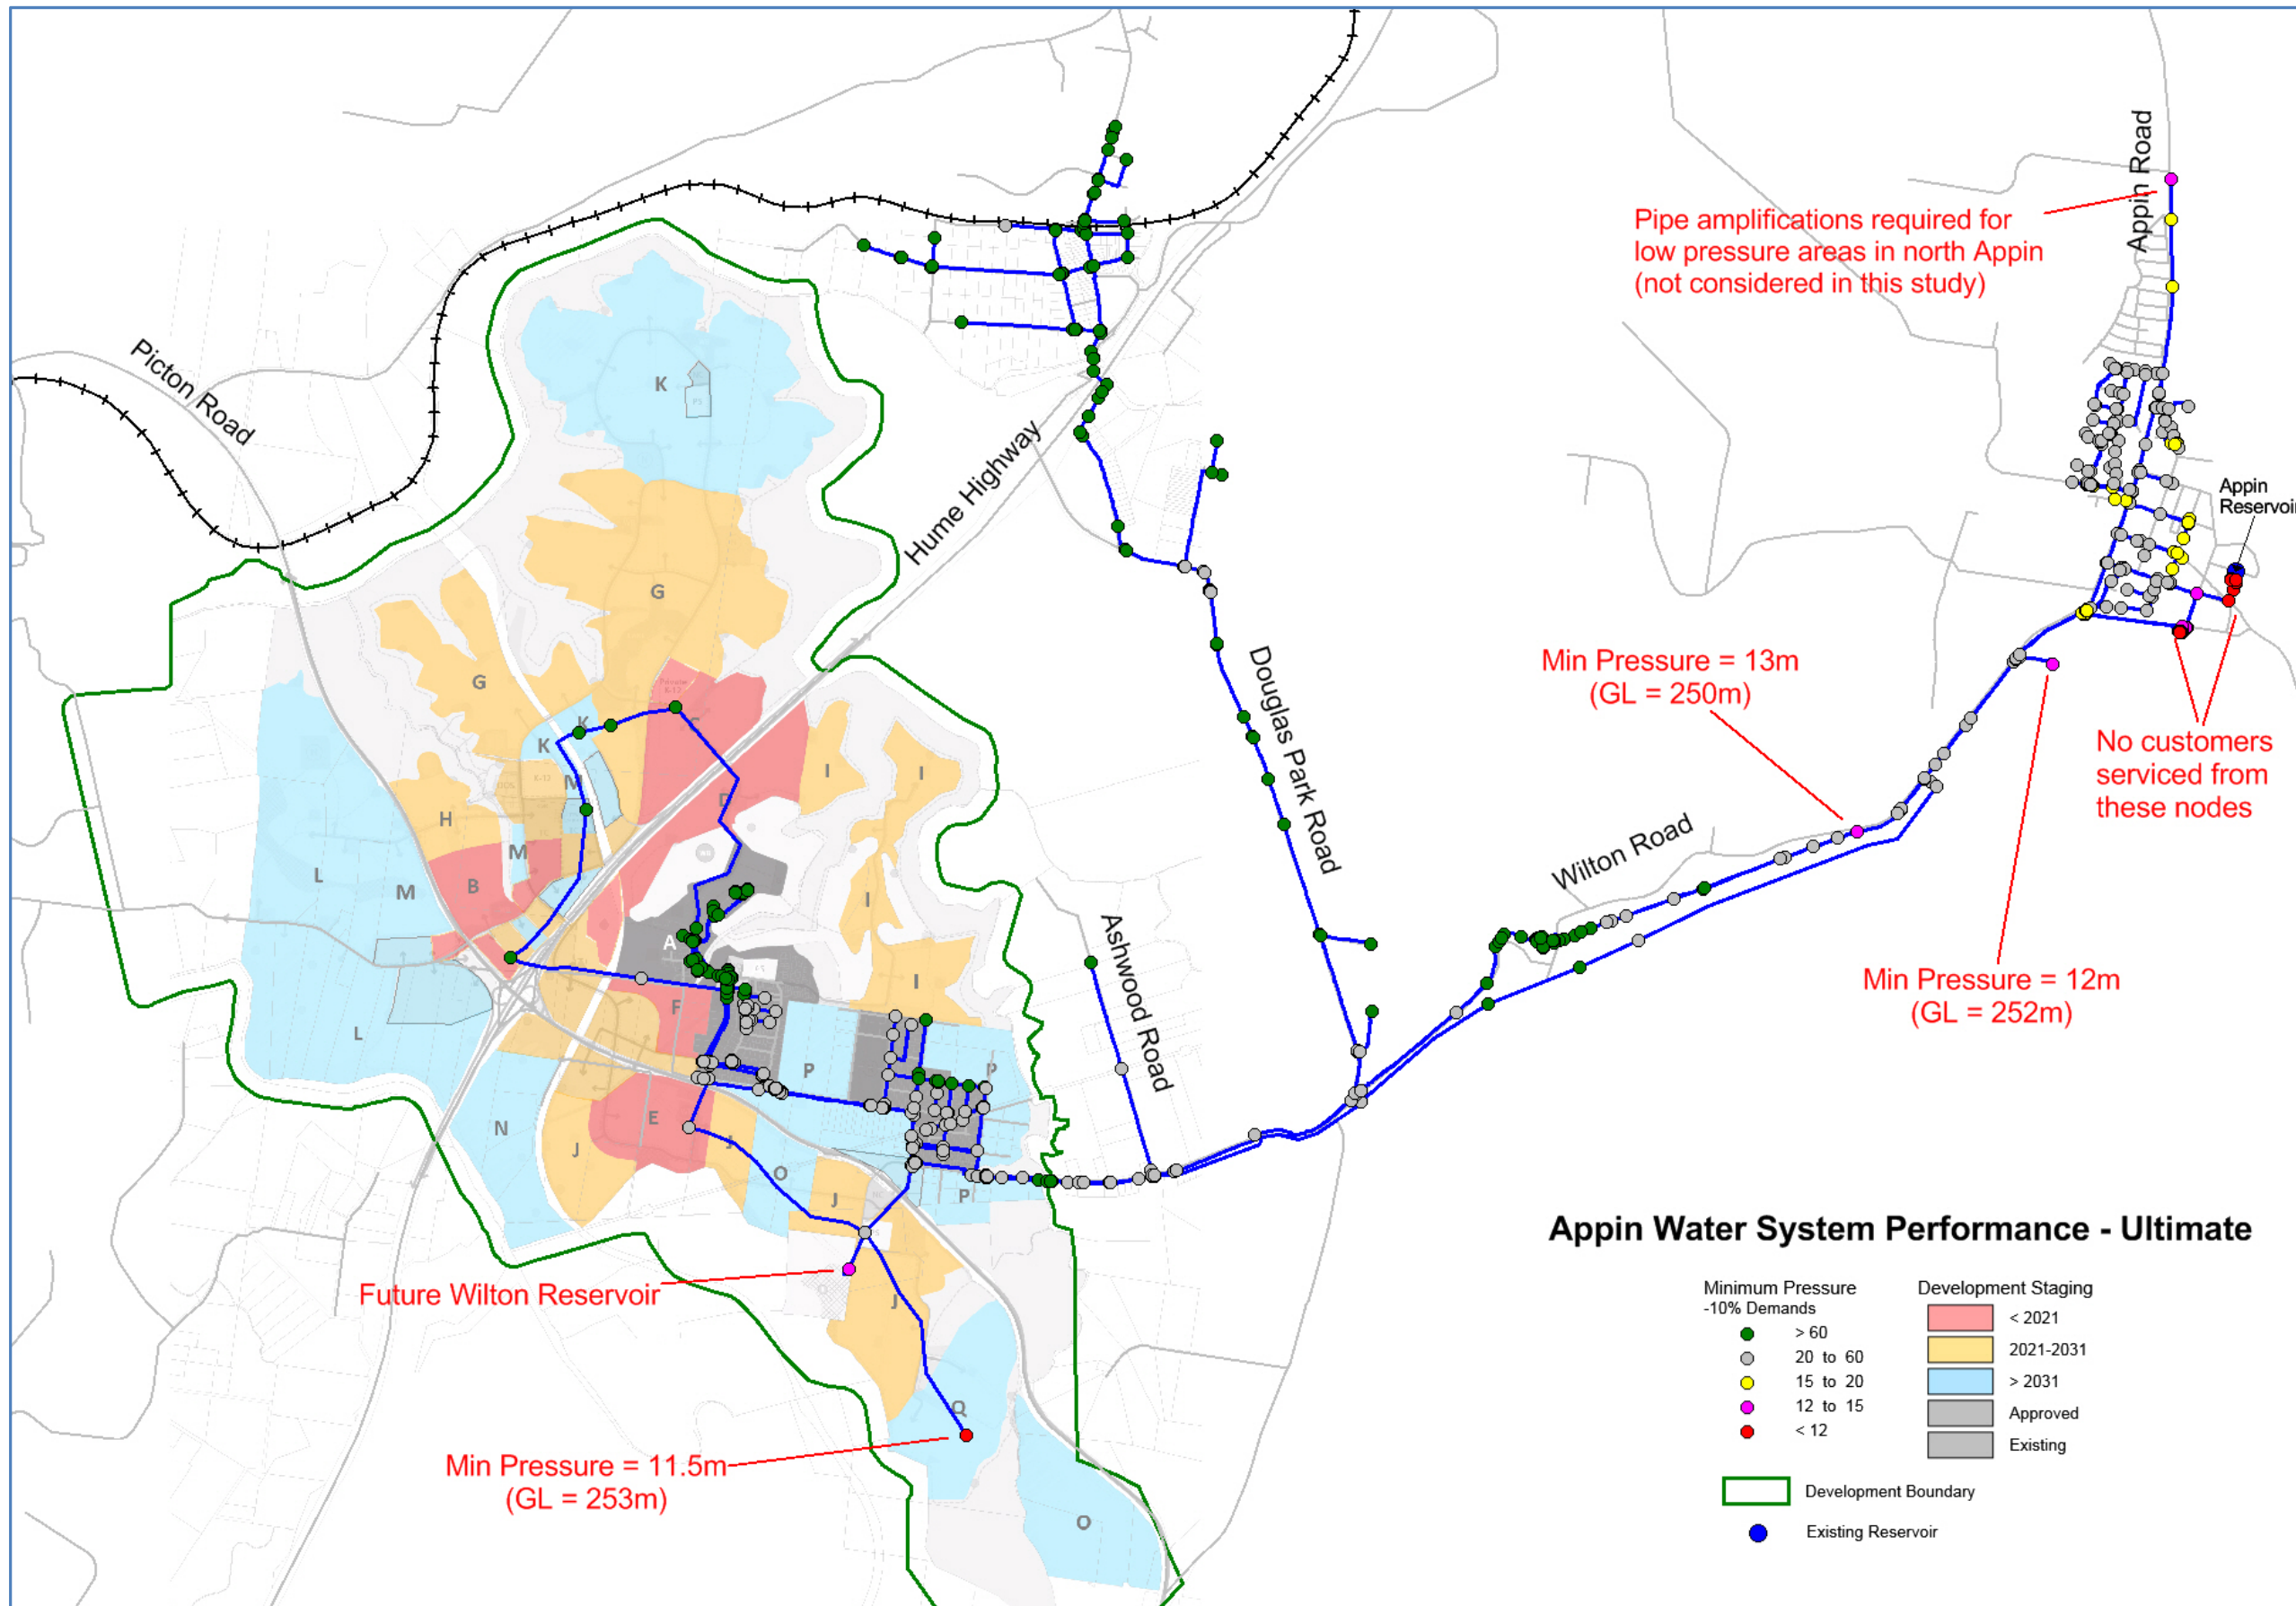 Appin Road
Pipe amplifications required for
low pressure areas in north Appin
(not considered in this study)
Picton Road
K
Hume Highway
Appin
Reservoir
G
G
Min Pressure = 13m
(GL = 250m)
Douglas Park Road
No customers
serviced from
these nodes
K
K
M
I
I
D
H
M
B
L
M
I
A
Wilton Road
Ashwood Road
I
Min Pressure = 12m
(GL = 252m)
F
L
P
P
N
E
J
J
O
J
P
Appin Water System Performance - Ultimate
Future Wilton Reservoir
J
Minimum Pressure
-10% Demands
> 60
20 to 60
15 to 20
12 to 15
< 12
Development Staging
< 2021
2021-2031
> 2031
Approved
Existing
Q
Min Pressure = 11.5m
(GL = 253m)
Development Boundary
Existing Reservoir
O